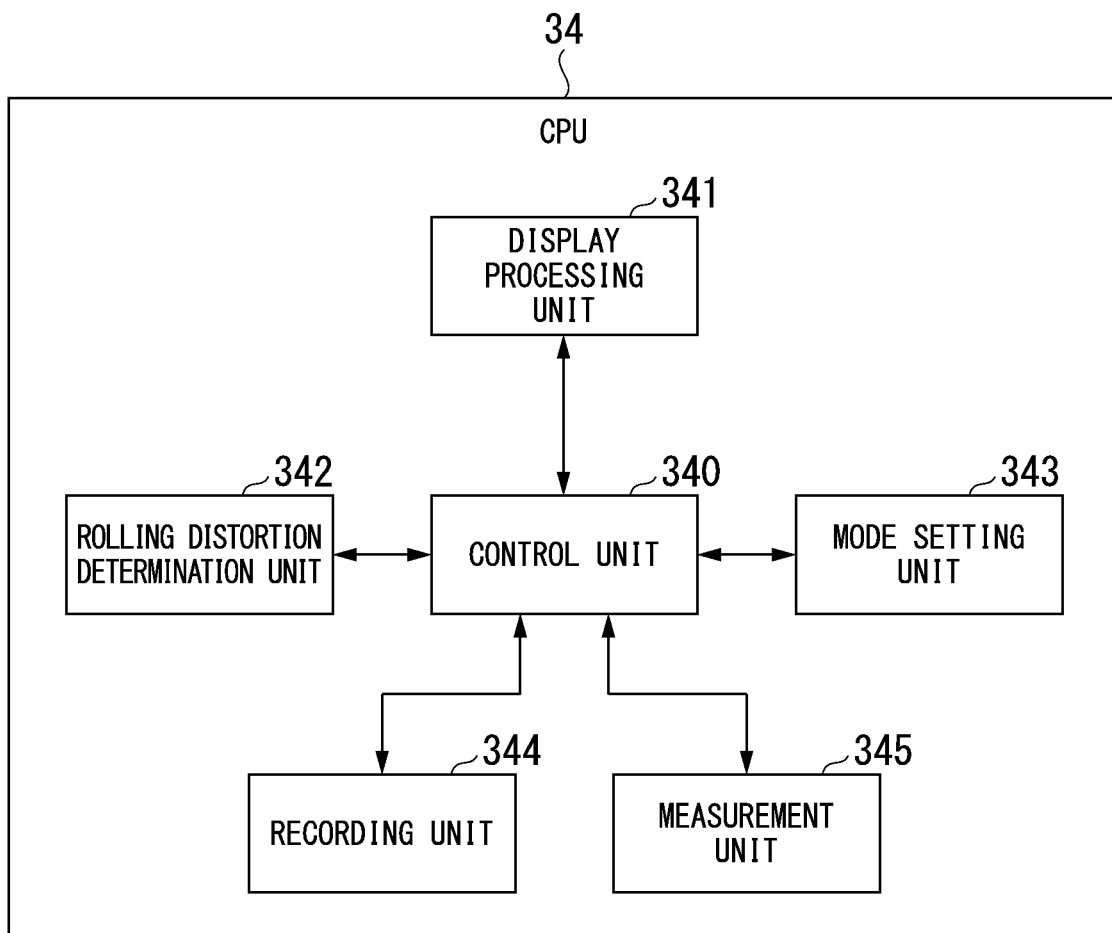 34
CPU
341
DISPLAY
PROCESSING
UNIT
342
ROLLING DISTORTION
DETERMINATION UNIT
340
CONTROL UNIT
343
MODE SETTING
UNIT
344
RECORDING UNIT
345
MEASUREMENT
UNIT